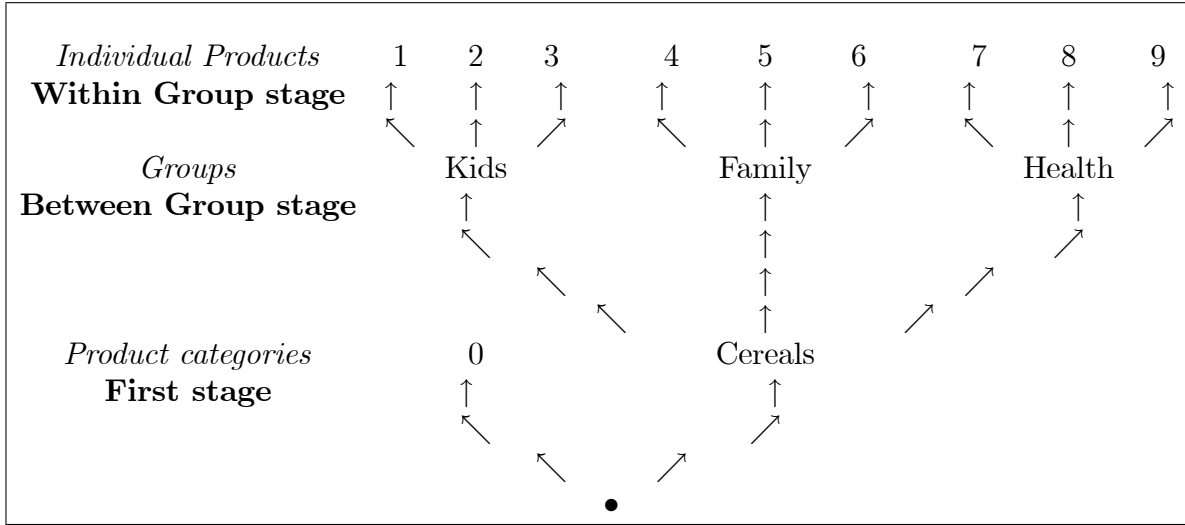 Individual Products 1 2 3 4 5 6 7 8 9
Within Group stage
Groups Kids Family Health
Between Group stage
Product categories 0 Cereals
First stage